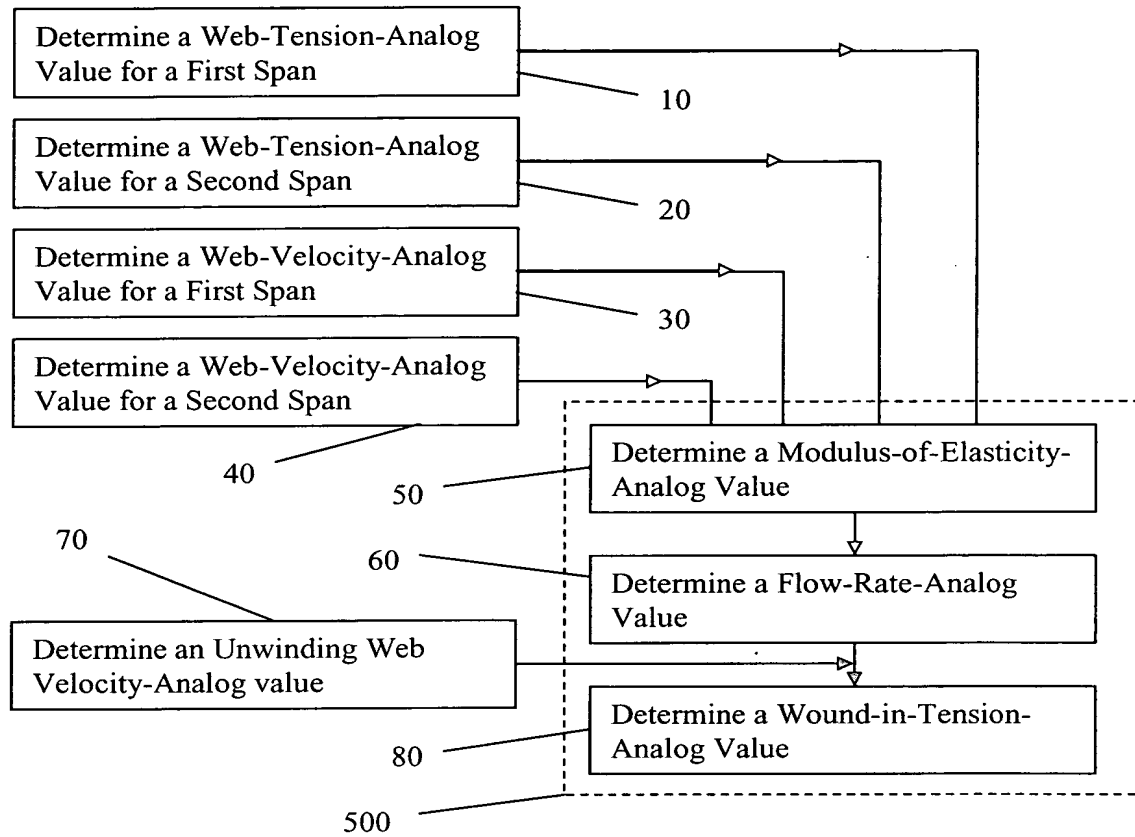 Determine a Web-Tension-Analog
Value for a First Span
10
Determine a Web-Tension-Analog
Value for a Second Span
20
Determine a Web-Velocity-Analog
Value for a First Span
30
Determine a Web-Velocity-Analog
Value for a Second Span
40
Determine a Modulus-of-Elasticity-
Analog Value
50
70
60
Determine a Flow-Rate-Analog
Value
Determine an Unwinding Web
Velocity-Analog value
Determine a Wound-in-Tension-
Analog Value
80
500